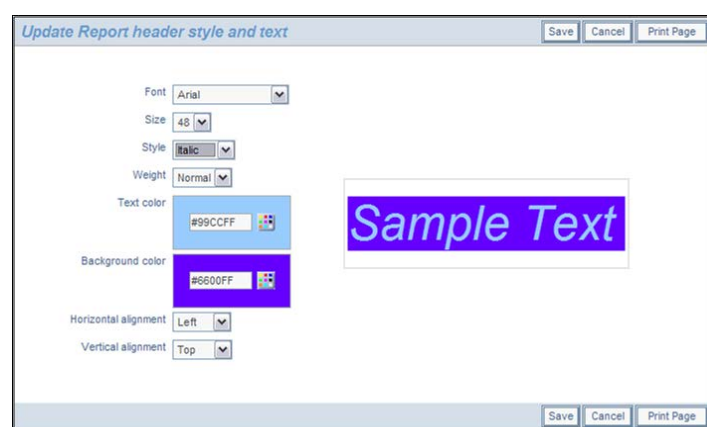 Update Report header style and text
Save Cancel Print Page
Font Arial
Size 48
Style Italic
Weight Normal
Text color
#99CCFF
Sample Text
Background color
#6600FF
Horizontal alignment Left
Vertical alignment Top
Save Cancel Print Page